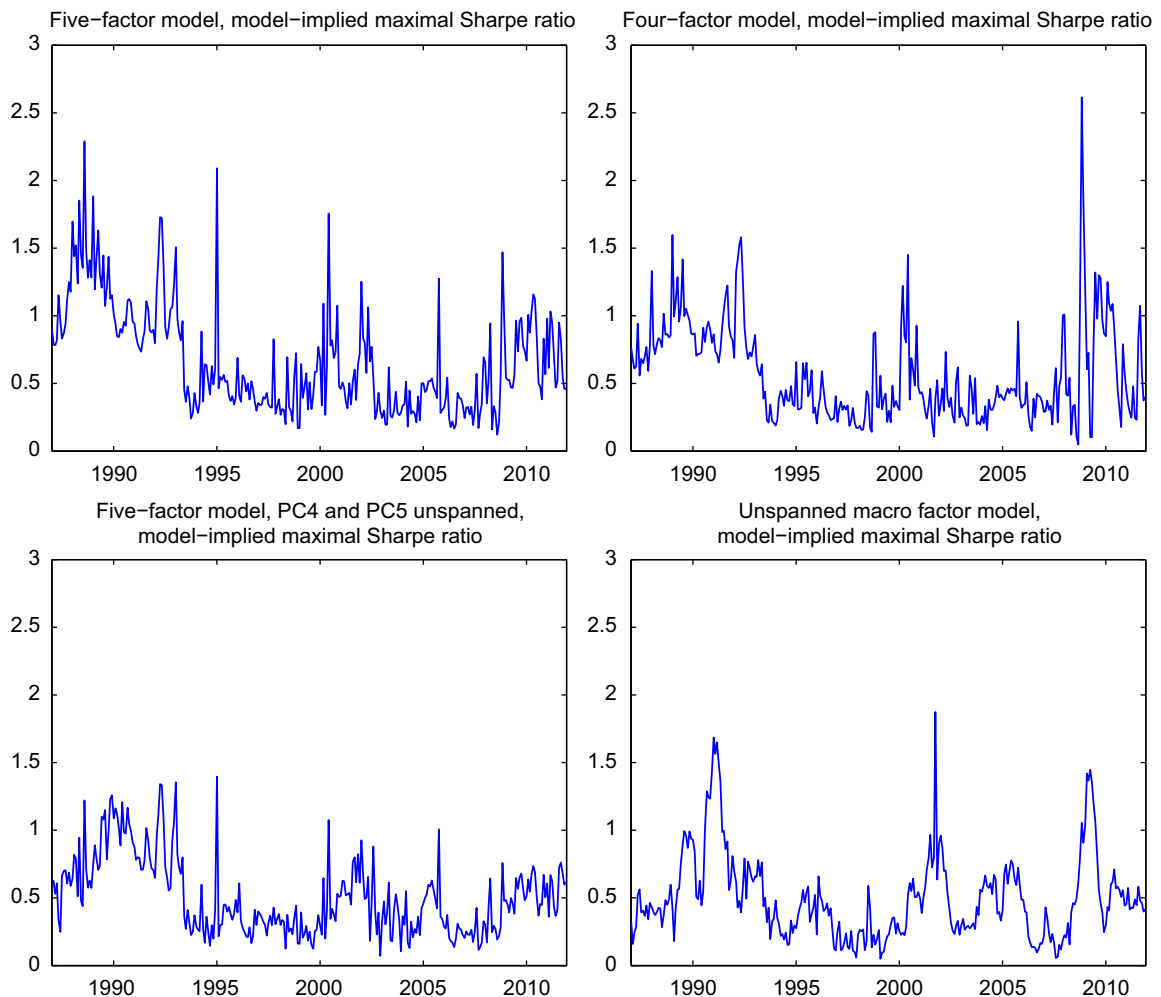 Five−factor model, model−implied maximal Sharpe ratio
3
2.5
2
1.5
1
0.5
0
1990 1995 2000 2005 2010
Four−factor model, model−implied maximal Sharpe ratio
3
2.5
2
1.5
1
0.5
0
1990 1995 2000 2005 2010
Five−factor model, PC4 and PC5 unspanned,
model−implied maximal Sharpe ratio
3
2.5
2
1.5
1
0.5
0
1990 1995 2000 2005 2010
Unspanned macro factor model,
model−implied maximal Sharpe ratio
3
2.5
2
1.5
1
0.5
0
1990 1995 2000 2005 2010